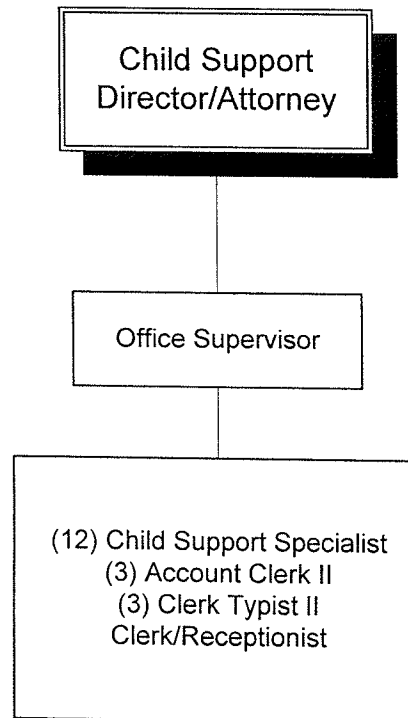 Child Support
Director/Attorney
Office Supervisor
(12) Child Support Specialist
(3) Account Clerk II
(3) Clerk Typist II
Clerk/Receptionist